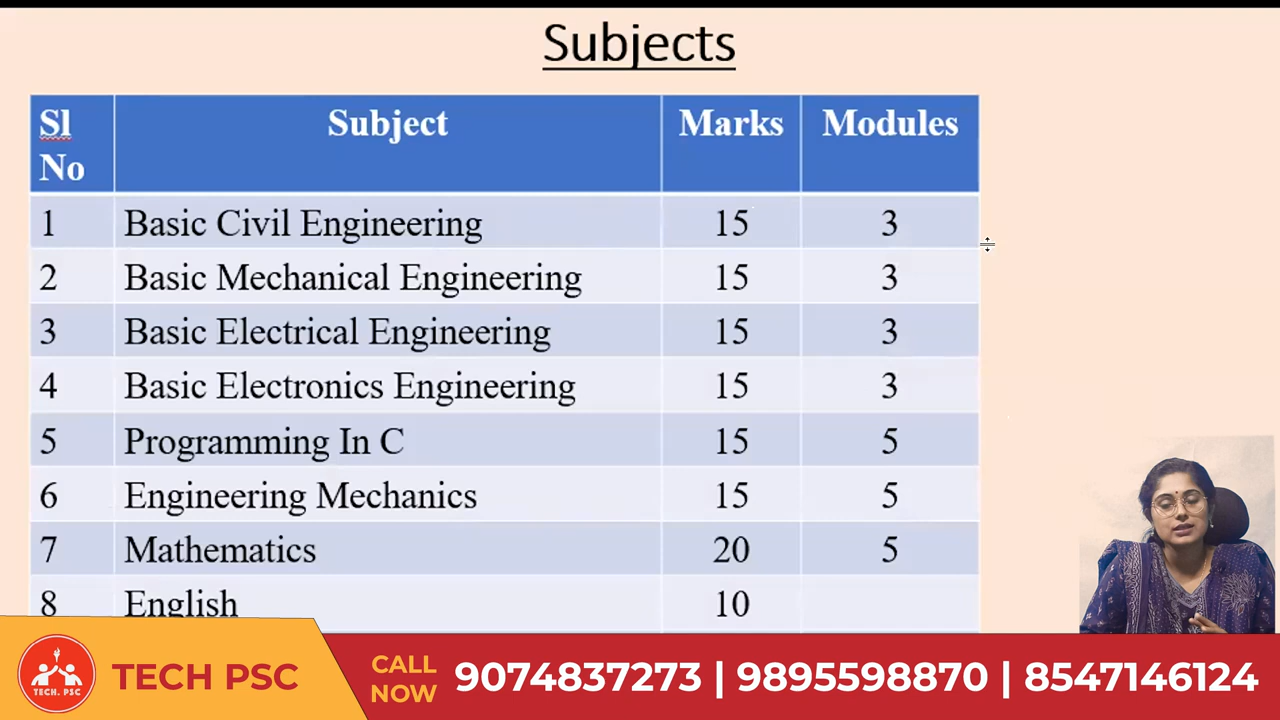 Subjects
Sl No Subject Marks Modules
1 Basic Civil Engineering 15 3
2 Basic Mechanical Engineering 15 3
3 Basic Electrical Engineering 15 3
4 Basic Electronics Engineering 15 3
5 Programming In C 15 5
6 Engineering Mechanics 15 5
7 Mathematics 20 5
8 English 10
TECH. PSC
TECH PSC
CALL NOW
9074837273 | 9895598870 | 8547146124